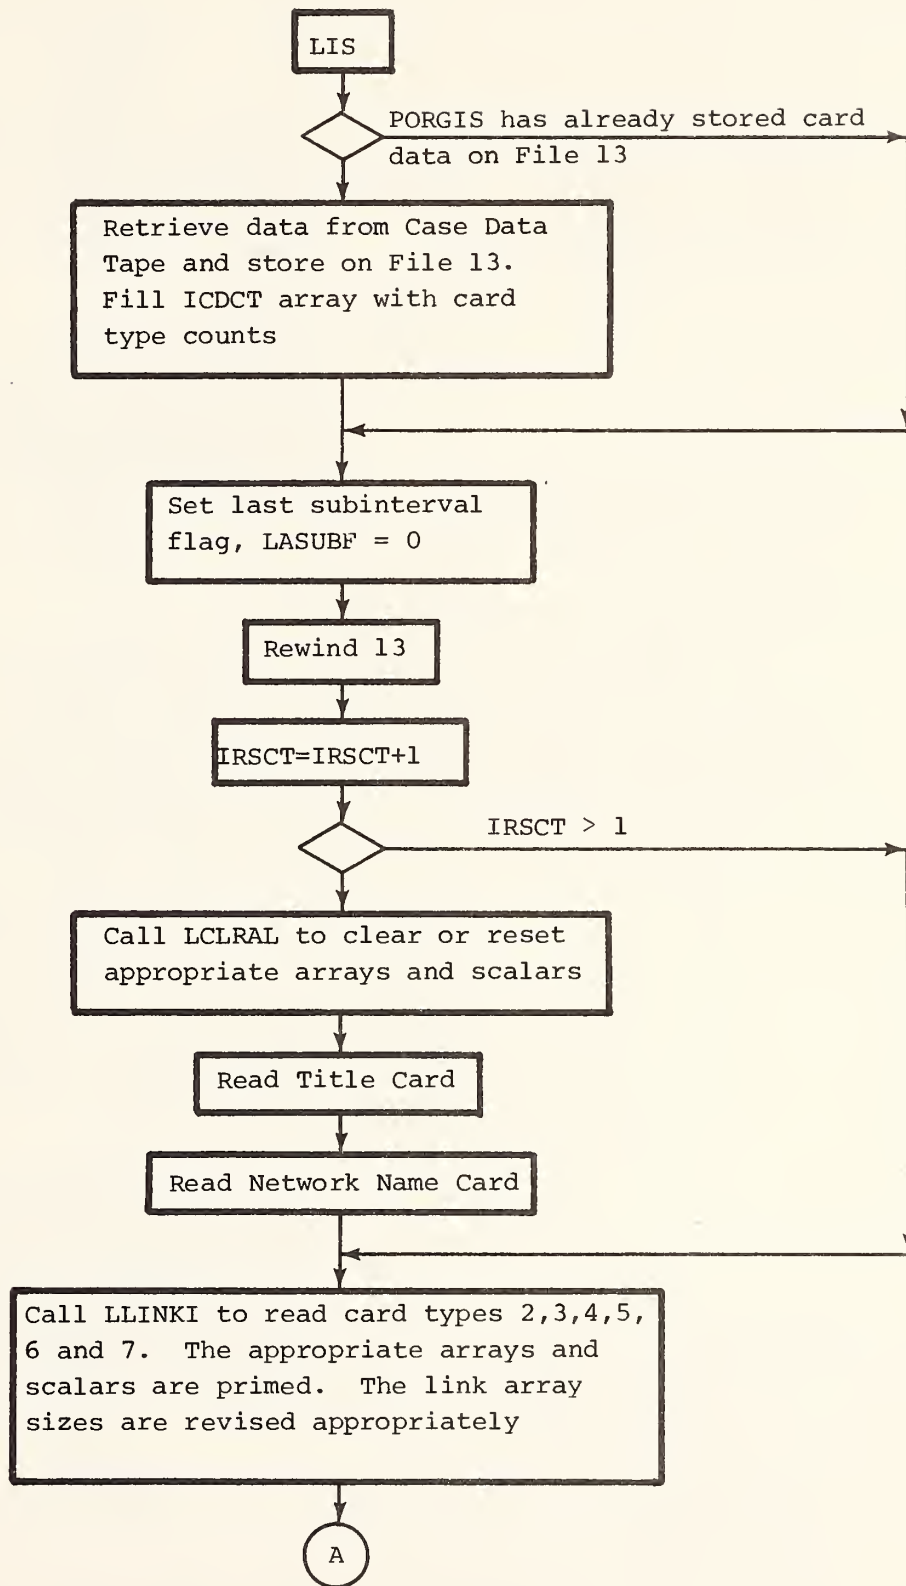 LIS
PORGIS has already stored card
data on File 13
Retrieve data from Case Data
Tape and store on File 13.
Fill ICDCT array with card
type counts
Set last subinterval
flag, LASUBF = 0
Rewind 13
IRSCT=IRSCT+1
IRSCT > 1
Call LCLRAL to clear or reset
appropriate arrays and scalars
Read Title Card
Read Network Name Card
Call LLINKI to read card types 2,3,4,5,
6 and 7. The appropriate arrays and
scalars are primed. The link array
sizes are revised appropriately
A